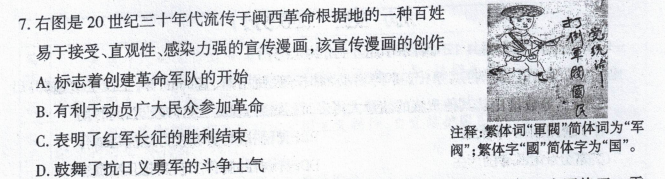 7. 右图是 20 世纪三十年代流传于闽西革命根据地的一种百姓
易于接受、直观性、感染力强的宣传漫画,该宣传漫画的创作
A. 标志着创建革命军队的开始
B. 有利于动员广大民众参加革命
C. 表明了红军长征的胜利结束
D. 鼓舞了抗日义勇军的斗争士气
打倒軍閥國民
党統治
注释:繁体词“軍閥”简体词为“军
阀”;繁体字“國”简体字为“国”。